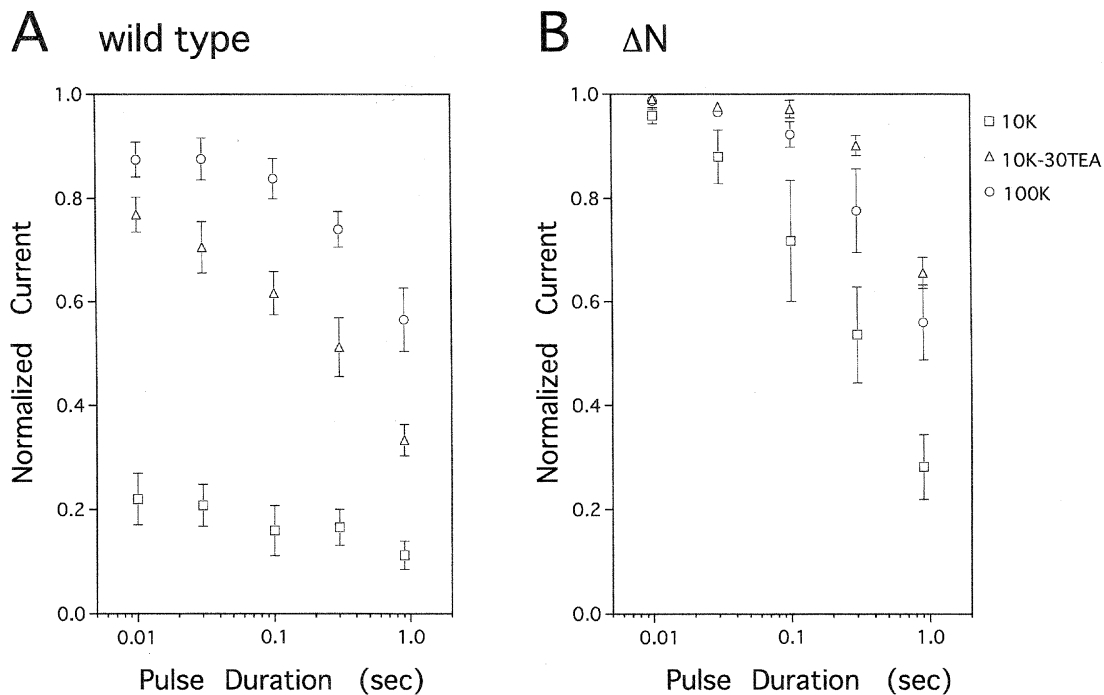 A wild type
B ΔN
Normalized Current
1.0
0.8
0.6
0.4
0.2
0.0
0.01
0.1
1.0
Pulse Duration (sec)
Normalized Current
1.0
0.8
0.6
0.4
0.2
0.0
0.01
0.1
1.0
Pulse Duration (sec)
10K
10K-30TEA
100K